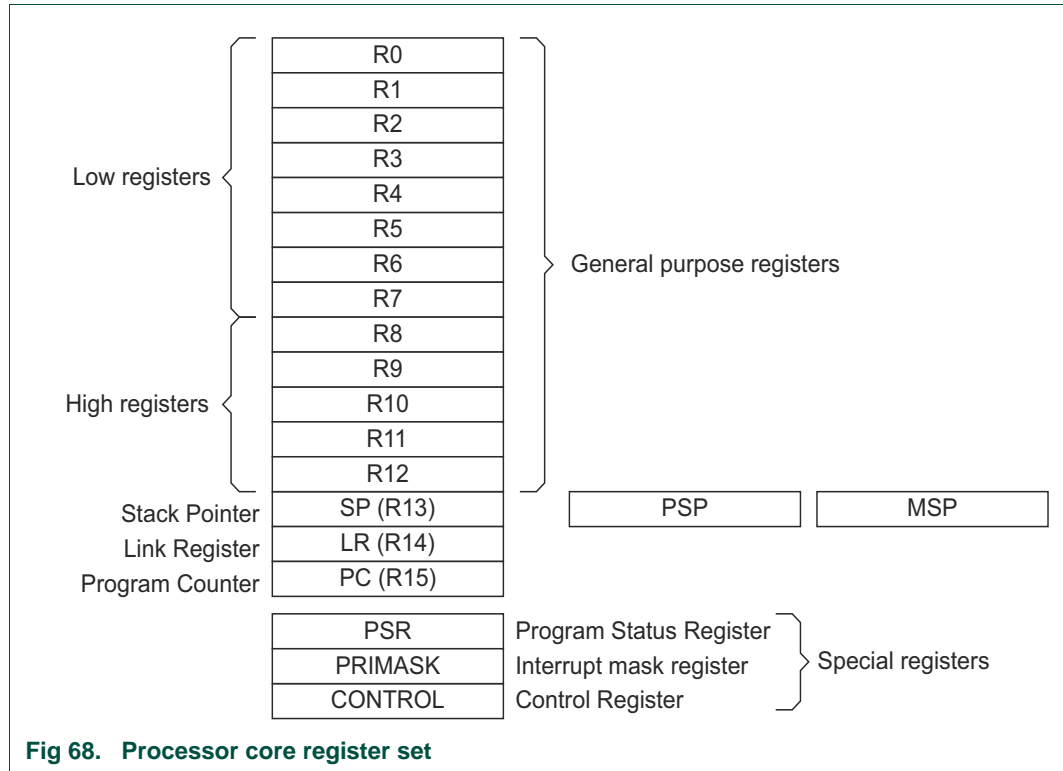 R0
R1
R2
R3
Low registers
R4
R5
R6
General purpose registers
R7
R8
R9
High registers
R10
R11
R12
Stack Pointer SP (R13) PSP MSP
Link Register LR (R14)
Program Counter PC (R15)
PSR Program Status Register
PRIMASK Interrupt mask register Special registers
CONTROL Control Register
Fig 68. Processor core register set